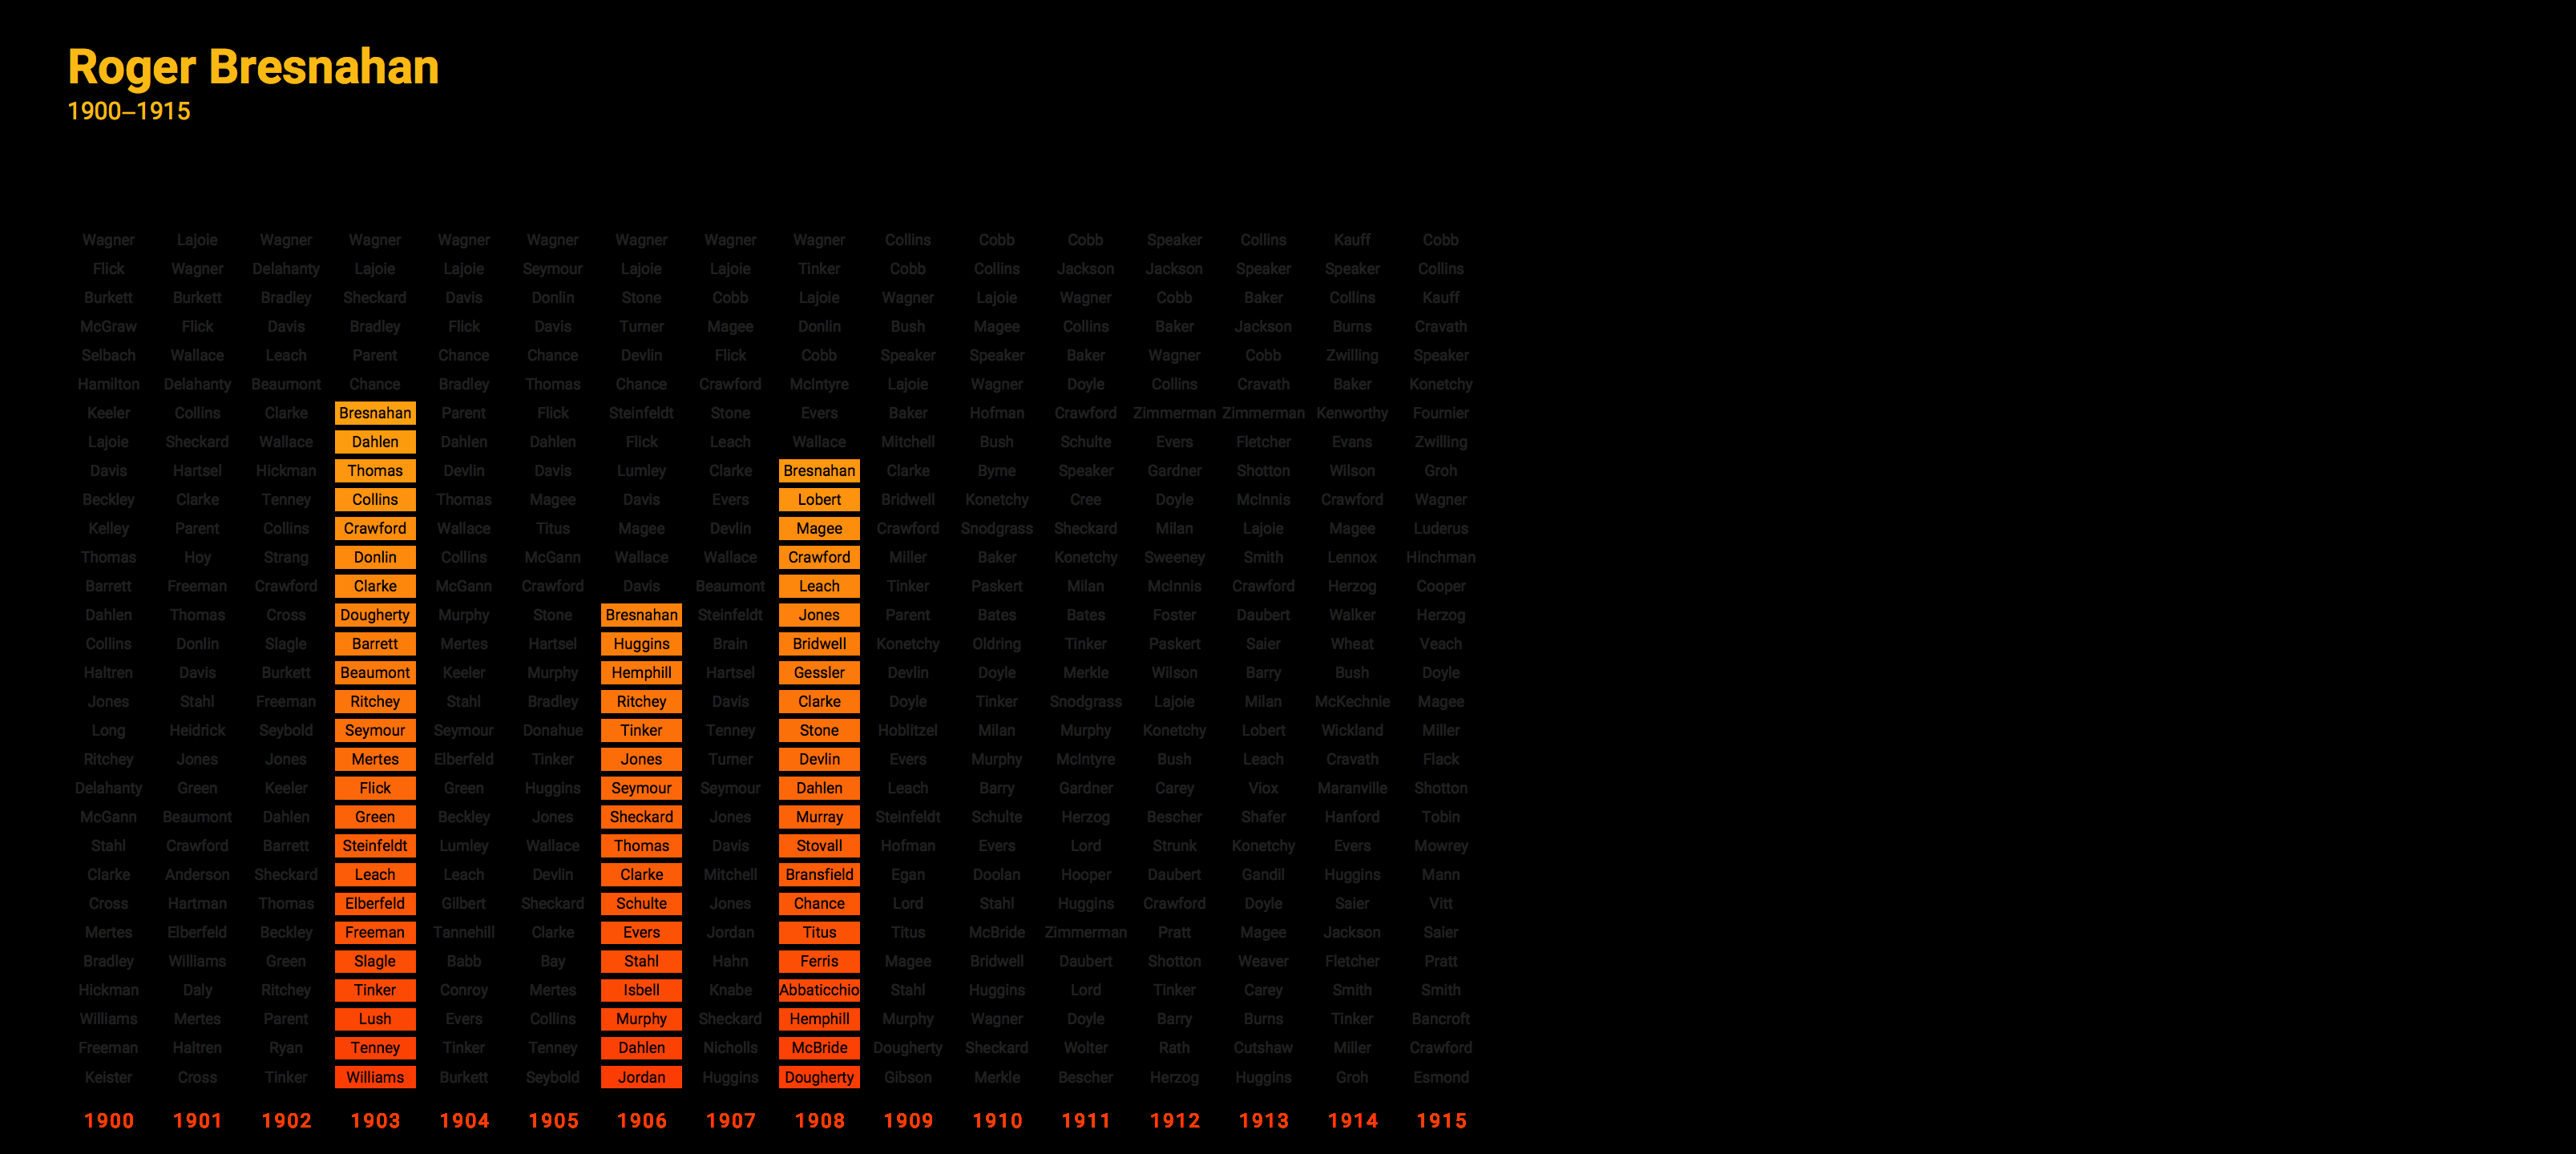 Roger Bresnahan
1900–1915
Wagner Lajoie Wagner Wagner Wagner Wagner Wagner Wagner Wagner Collins Cobb Cobb Speaker Collins Kauff Cobb
Flick Wagner Delahanty Lajoie Lajoie Seymour Lajoie Lajoie Tinker Cobb Collins Jackson Jackson Speaker Speaker Collins
Burkett Burkett Bradley Sheckard Davis Donlin Stone Cobb Lajoie Wagner Lajoie Wagner Cobb Baker Collins Kauff
McGraw Flick Davis Bradley Flick Davis Turner Magee Donlin Bush Magee Collins Baker Jackson Burns Cravath
Selbach Wallace Leach Parent Chance Chance Devlin Flick Cobb Speaker Speaker Baker Wagner Cobb Zwilling Speaker
Hamilton Delahanty Beaumont Chance Bradley Thomas Chance Crawford McIntyre Lajoie Wagner Doyle Collins Cravath Baker Konetchy
Keeler Collins Clarke Bresnahan Parent Flick Steinfeldt Stone Evers Baker Hofman Crawford Zimmerman Zimmerman Kenworthy Fournier
Lajoie Sheckard Wallace Dahlen Dahlen Dahlen Flick Leach Wallace Mitchell Bush Schulte Evers Fletcher Evans Zwilling
Davis Hartsel Hickman Thomas Devlin Davis Lumley Clarke Bresnahan Clarke Byrne Speaker Gardner Shotton Wilson Groh
Beckley Clarke Tenney Collins Thomas Magee Davis Evers Lobert Bridwell Konetchy Cree Doyle McInnis Crawford Wagner
Kelley Parent Collins Crawford Wallace Titus Magee Devlin Magee Crawford Snodgrass Sheckard Milan Lajoie Magee Luderus
Thomas Hoy Strang Donlin Collins McGann Wallace Wallace Crawford Miller Baker Konetchy Sweeney Smith Lennox Hinchman
Barrett Freeman Crawford Clarke McGann Crawford Davis Beaumont Leach Tinker Paskert Milan McInnis Crawford Herzog Cooper
Dahlen Thomas Cross Dougherty Murphy Stone Bresnahan Steinfeldt Jones Parent Bates Bates Foster Daubert Walker Herzog
Collins Donlin Slagle Barrett Mertes Hartsel Huggins Brain Bridwell Konetchy Oldring Tinker Paskert Saier Wheat Veach
Haltren Davis Burkett Beaumont Keeler Murphy Hemphill Hartsel Gessler Devlin Doyle Merkle Wilson Barry Bush Doyle
Jones Stahl Freeman Ritchey Stahl Bradley Ritchey Davis Clarke Doyle Tinker Snodgrass Lajoie Milan McKechnie Magee
Long Heidrick Seybold Seymour Seymour Donahue Tinker Tenney Stone Hoblitzel Milan Murphy Konetchy Lobert Wickland Miller
Ritchey Jones Jones Mertes Elberfeld Tinker Jones Turner Devlin Evers Murphy McIntyre Bush Leach Cravath Flack
Delahanty Green Keeler Flick Green Huggins Seymour Seymour Dahlen Leach Barry Gardner Carey Viox Maranville Shotton
McGann Beaumont Dahlen Green Beckley Jones Sheckard Jones Murray Steinfeldt Schulte Herzog Bescher Shafer Hanford Tobin
Stahl Crawford Barrett Steinfeldt Lumley Wallace Thomas Davis Stovall Hofman Evers Lord Strunk Konetchy Evers Mowrey
Clarke Anderson Sheckard Leach Leach Devlin Clarke Mitchell Bransfield Egan Doolan Hooper Daubert Gandil Huggins Mann
Cross Hartman Thomas Elberfeld Gilbert Sheckard Schulte Jones Chance Lord Stahl Huggins Crawford Doyle Saier Vitt
Mertes Elberfeld Beckley Freeman Tannehill Clarke Evers Jordan Titus Titus McBride Zimmerman Pratt Magee Jackson Saier
Bradley Williams Green Slagle Babb Bay Stahl Hahn Ferris Magee Bridwell Daubert Shotton Weaver Fletcher Pratt
Hickman Daly Ritchey Tinker Conroy Mertes Isbell Knabe Abbaticchio Stahl Huggins Lord Tinker Carey Smith Smith
Williams Mertes Parent Lush Evers Collins Murphy Sheckard Hemphill Murphy Wagner Doyle Barry Burns Tinker Bancroft
Freeman Haltren Ryan Tenney Tinker Tenney Dahlen Nicholls McBride Dougherty Sheckard Wolter Rath Cutshaw Miller Crawford
Keister Cross Tinker Williams Burkett Seybold Jordan Huggins Dougherty Gibson Merkle Bescher Herzog Huggins Groh Esmond
1900 1901 1902 1903 1904 1905 1906 1907 1908 1909 1910 1911 1912 1913 1914 1915